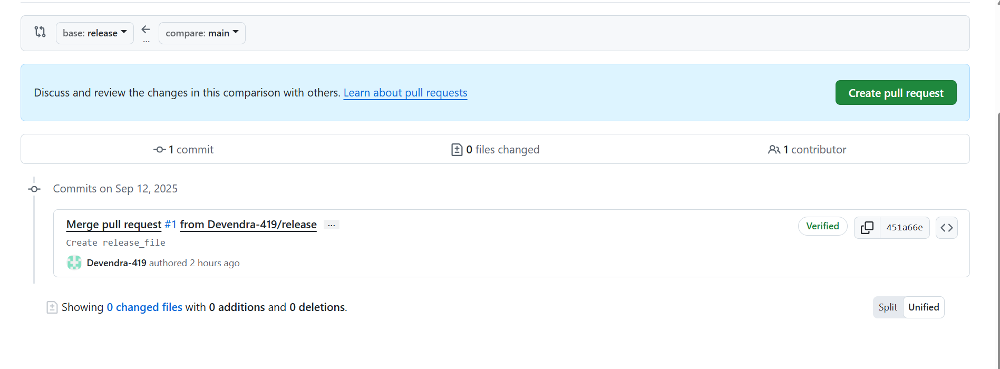 base: release ← ... compare: main
Discuss and review the changes in this comparison with others. Learn about pull requests
Create pull request
1 commit
0 files changed
1 contributor
Commits on Sep 12, 2025
Merge pull request #1 from Devendra-419/release ...
Verified
451a66e
Create release_file
Devendra-419 authored 2 hours ago
Showing 0 changed files with 0 additions and 0 deletions.
Split Unified